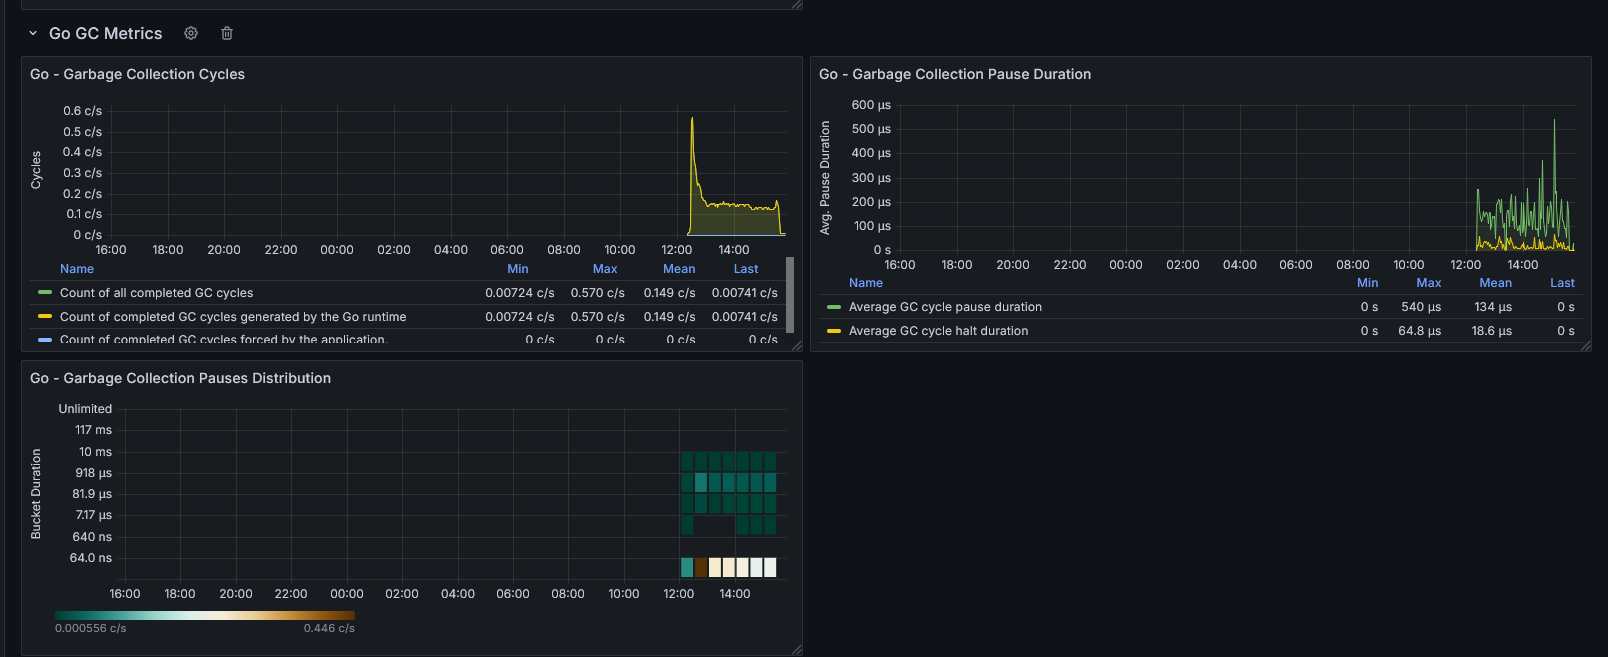 Go GC Metrics
Go - Garbage Collection Cycles
Cycles
0.6 c/s
0.5 c/s
0.4 c/s
0.3 c/s
0.2 c/s
0.1 c/s
0 c/s
16:00 18:00 20:00 22:00 00:00 02:00 04:00 06:00 08:00 10:00 12:00 14:00
Name Min Max Mean Last
Count of all completed GC cycles 0.00724 c/s 0.570 c/s 0.149 c/s 0.00741 c/s
Count of completed GC cycles generated by the Go runtime 0.00724 c/s 0.570 c/s 0.149 c/s 0.00741 c/s
Count of completed GC cycles forced by the application. 0 c/s 0 c/s 0 c/s 0 c/s
Go - Garbage Collection Pause Duration
Avg. Pause Duration
600 µs
500 µs
400 µs
300 µs
200 µs
100 µs
0 s
16:00 18:00 20:00 22:00 00:00 02:00 04:00 06:00 08:00 10:00 12:00 14:00
Name Min Max Mean Last
Average GC cycle pause duration 0 s 540 µs 134 µs 0 s
Average GC cycle halt duration 0 s 64.8 µs 18.6 µs 0 s
Go - Garbage Collection Pauses Distribution
Bucket Duration
Unlimited
117 ms
10 ms
918 µs
81.9 µs
7.17 µs
640 ns
64.0 ns
16:00 18:00 20:00 22:00 00:00 02:00 04:00 06:00 08:00 10:00 12:00 14:00
0.000556 c/s 0.446 c/s